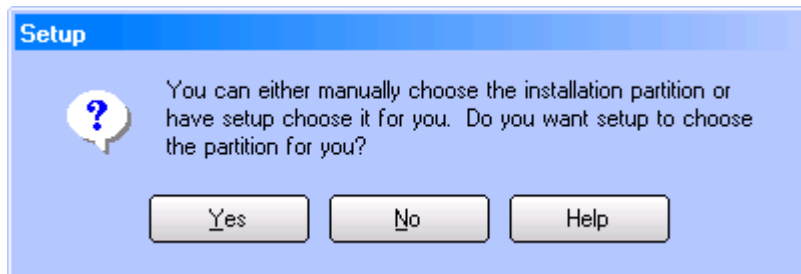 Setup
You can either manually choose the installation partition or
have setup choose it for you.  Do you want setup to choose
the partition for you?
Yes
No
Help